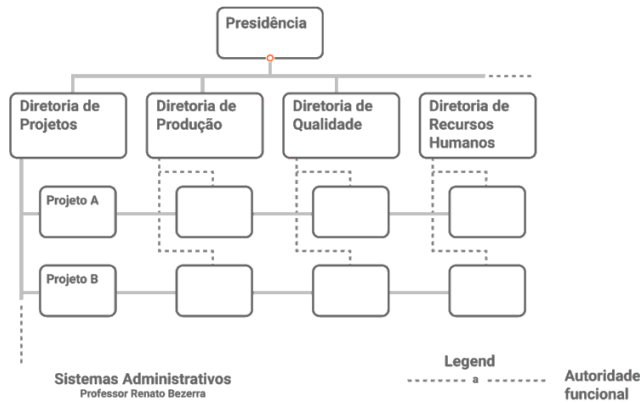 Presidência
Diretoria de
Projetos
Diretoria de
Produção
Diretoria de
Qualidade
Diretoria de
Recursos
Humanos
Projeto A
Projeto B
Sistemas Administrativos
Professor Renato Bezerra
Legend
a
Autoridade
funcional